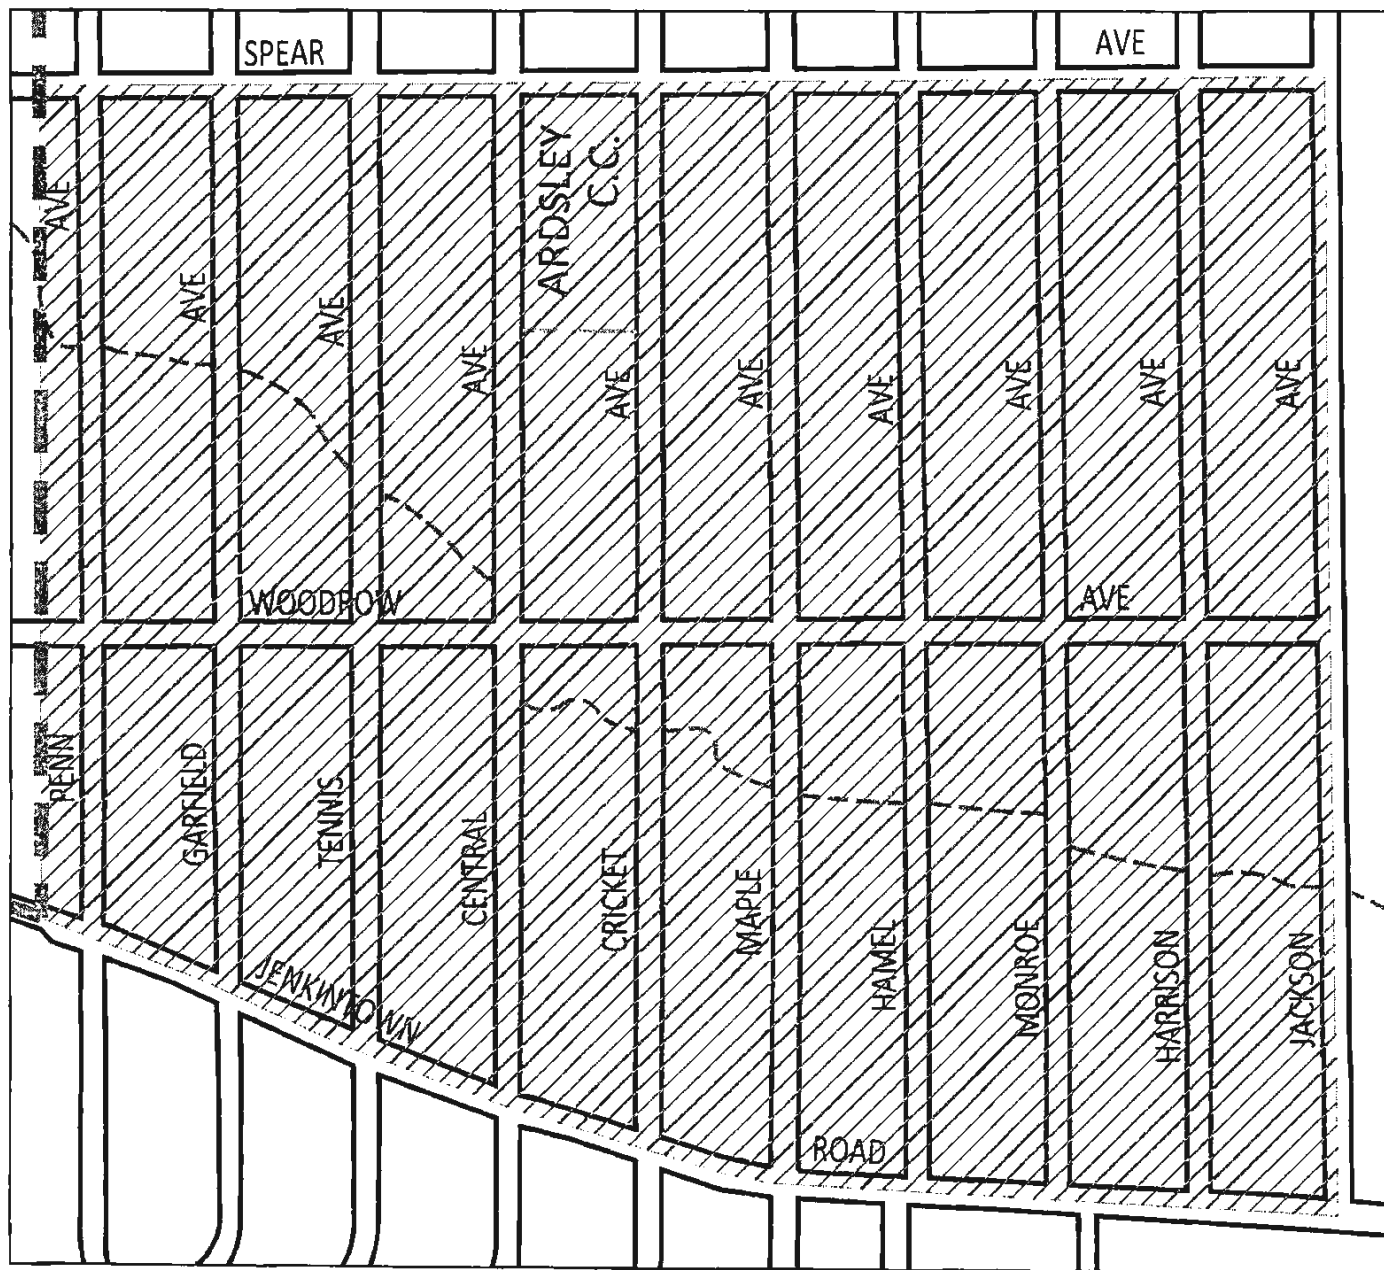 SPEAR AVE
ARDSLEY
C.C.
AVE
AVE
AVE
AVE
AVE
AVE
AVE
AVE
AVE
AVE
WOODROW AVE
PENN
GARFIELD
TENNIS
CENTRAL
CRICKET
MAPLE
HAMEL
MONROE
HARRISON
JACKSON
JENKINTOWN ROAD